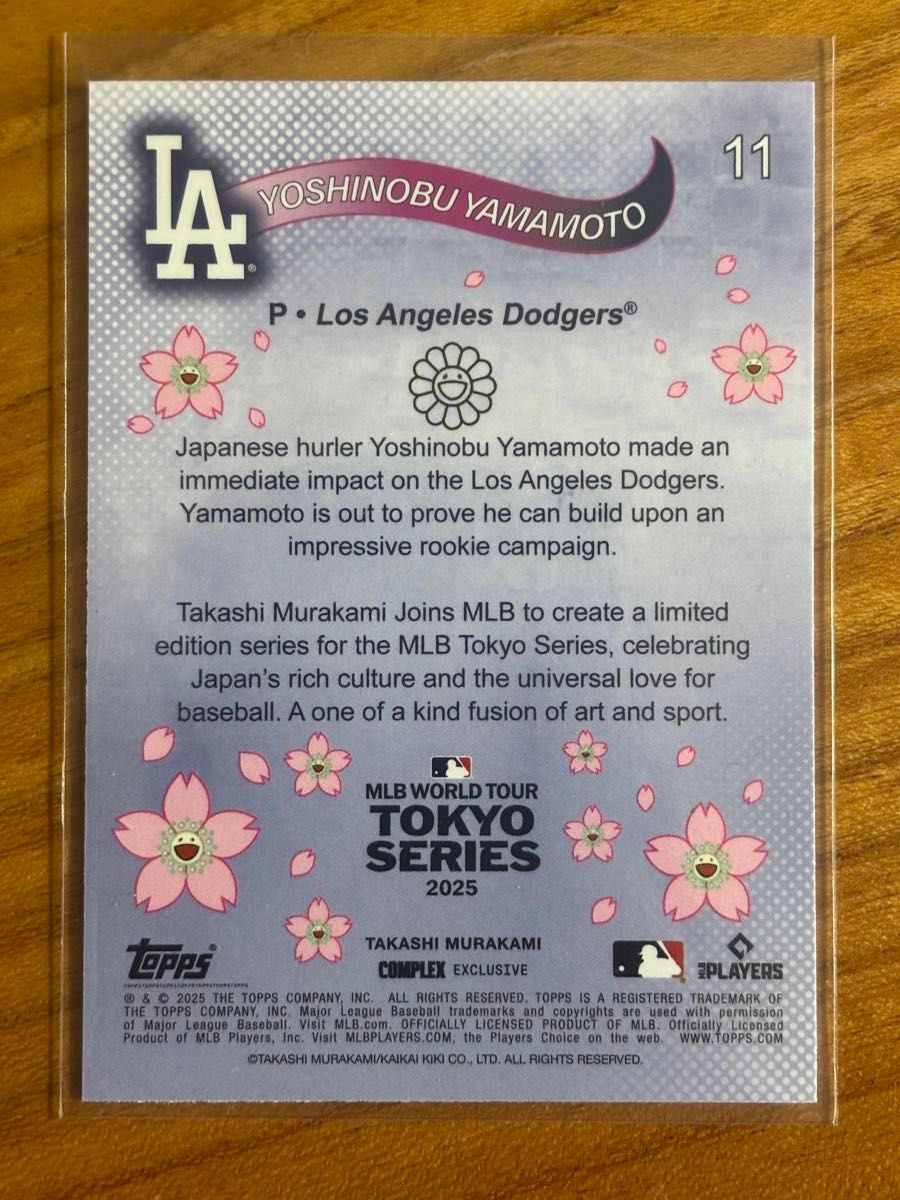 LA®
YOSHINOBU YAMAMOTO
11
P • Los Angeles Dodgers®
Japanese hurler Yoshinobu Yamamoto made an
immediate impact on the Los Angeles Dodgers.
Yamamoto is out to prove he can build upon an
impressive rookie campaign.
Takashi Murakami Joins MLB to create a limited
edition series for the MLB Tokyo Series, celebrating
Japan's rich culture and the universal love for
baseball. A one of a kind fusion of art and sport.
MLB WORLD TOUR
TOKYO
SERIES
2025
TAKASHI MURAKAMI
COMPLEX EXCLUSIVE
Topps®
MLB PLAYERS
® & © 2025 THE TOPPS COMPANY, INC. ALL RIGHTS RESERVED. TOPPS IS A REGISTERED TRADEMARK OF
THE TOPPS COMPANY, INC. Major League Baseball trademarks and copyrights are used with permission
of Major League Baseball. Visit MLB.com. OFFICIALLY LICENSED PRODUCT OF MLB. Officially Licensed
Product of MLB Players, Inc. Visit MLBPLAYERS.COM, the Players Choice on the web. WWW.TOPPS.COM
©TAKASHI MURAKAMI/KAIKAI KIKI CO., LTD. ALL RIGHTS RESERVED.